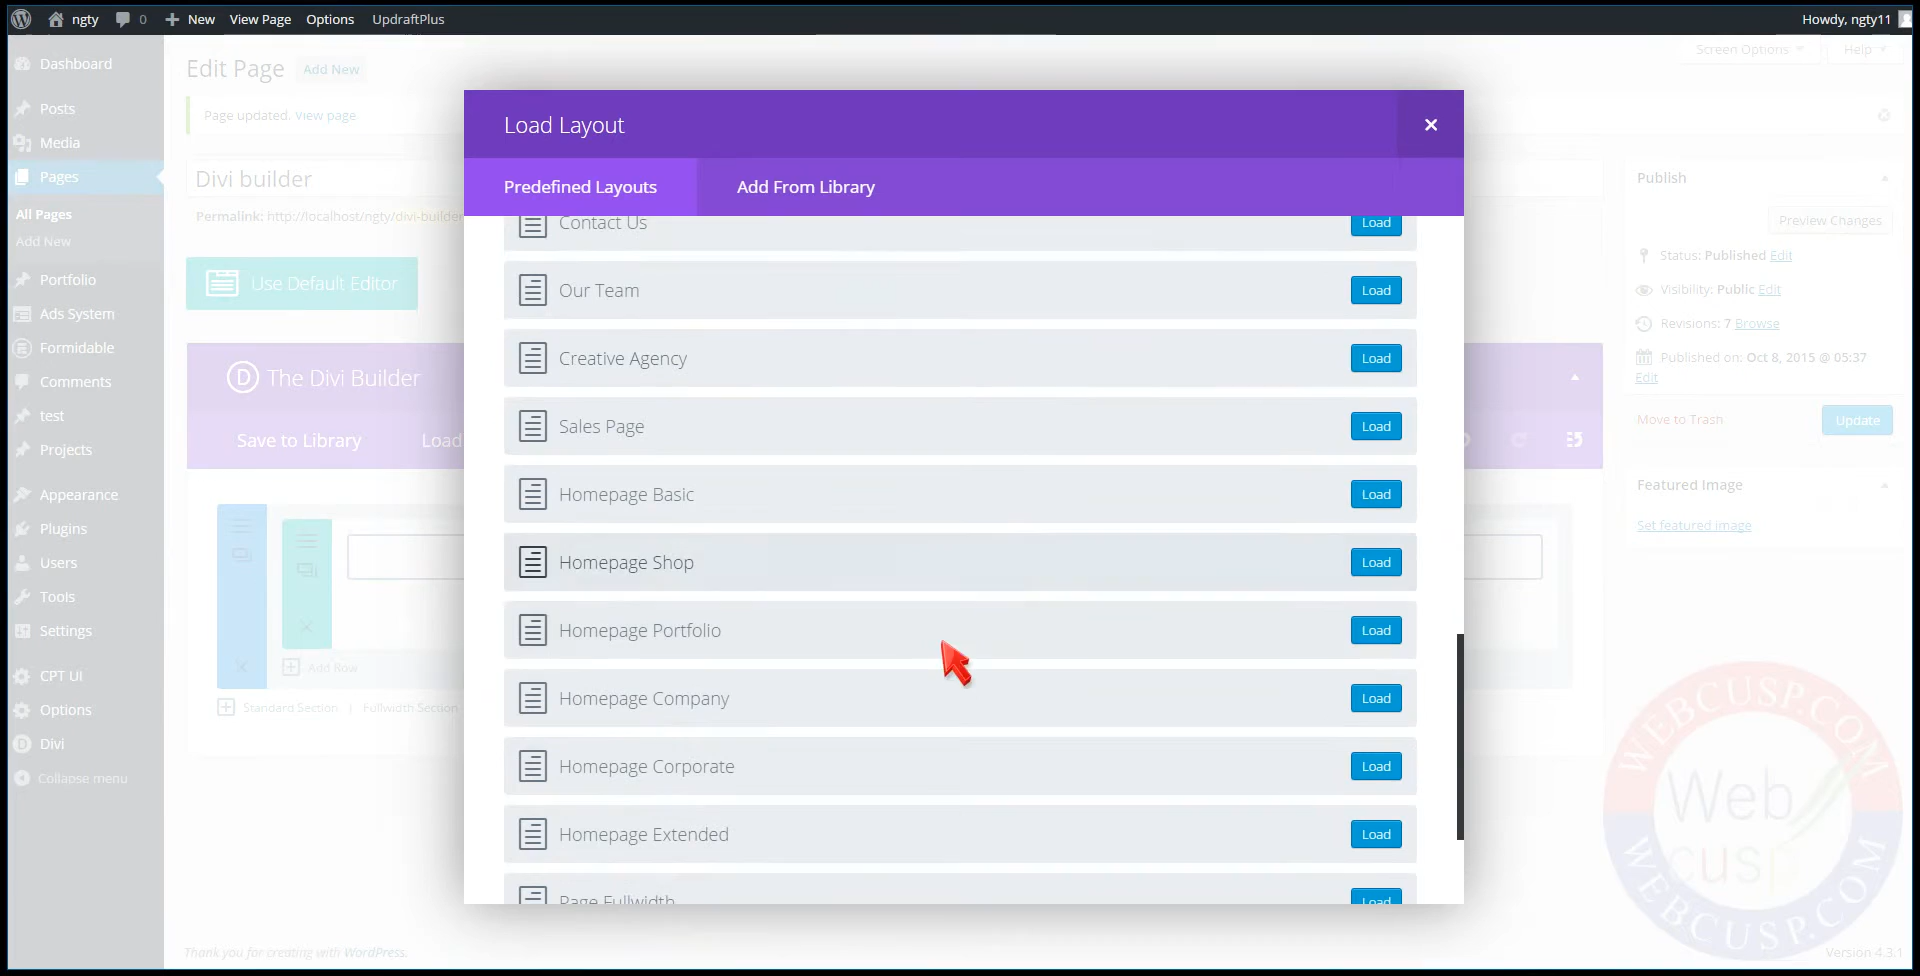 ngty 0 New View Page Options UpdraftPlus Howdy, ngty11
Screen Options Help
Dashboard
Posts
Media
Pages
All Pages
Add New
Portfolio
Ads System
Formidable
Comments
test
Projects
Appearance
Plugins
Users
Tools
Settings
CPT UI
Options
Divi
Collapse menu
Edit Page Add New
Page updated. View page
Divi builder
Permalink: http://localhost/ngty/divi-builder
Use Default Editor
The Divi Builder
Save to Library Load
Add Row
Standard Section | Fullwidth Section
Load Layout
Predefined Layouts Add From Library
Contact Us Load
Our Team Load
Creative Agency Load
Sales Page Load
Homepage Basic Load
Homepage Shop Load
Homepage Portfolio Load
Homepage Company Load
Homepage Corporate Load
Homepage Extended Load
Page Fullwidth Load
Publish
Preview Changes
Status: Published Edit
Visibility: Public Edit
Revisions: 7 Browse
Published on: Oct 8, 2015 @ 05:37
Edit
Move to Trash Update
Featured Image
Set featured image
WEBCUSP.COM
Web
cusp
WEBCUSP.COM
Thank you for creating with WordPress.
Version 4.3.1